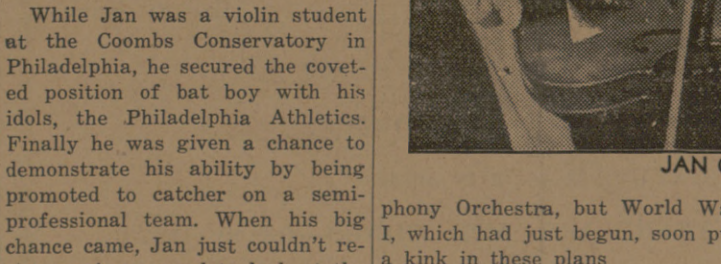 While Jan was a violin student
at the Coombs Conservatory in
Philadelphia, he secured the covet-
ed position of bat boy with his
idols, the Philadelphia Athletics.
Finally he was given a chance to
demonstrate his ability by being
promoted to catcher on a semi-
professional team. When his big
chance came, Jan just couldn't re-
JAN
phony Orchestra, but World
I, which had just begun, soon
a kink in these plans